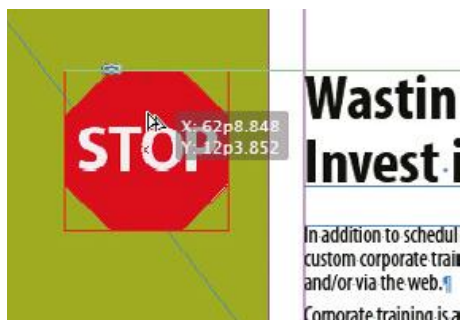 STOP
X: 62p8.848
Y: 12p3.852
Wastin
Invest i
In addition to schedul
custom corporate train
and/or via the web.¶
Corporate training is a